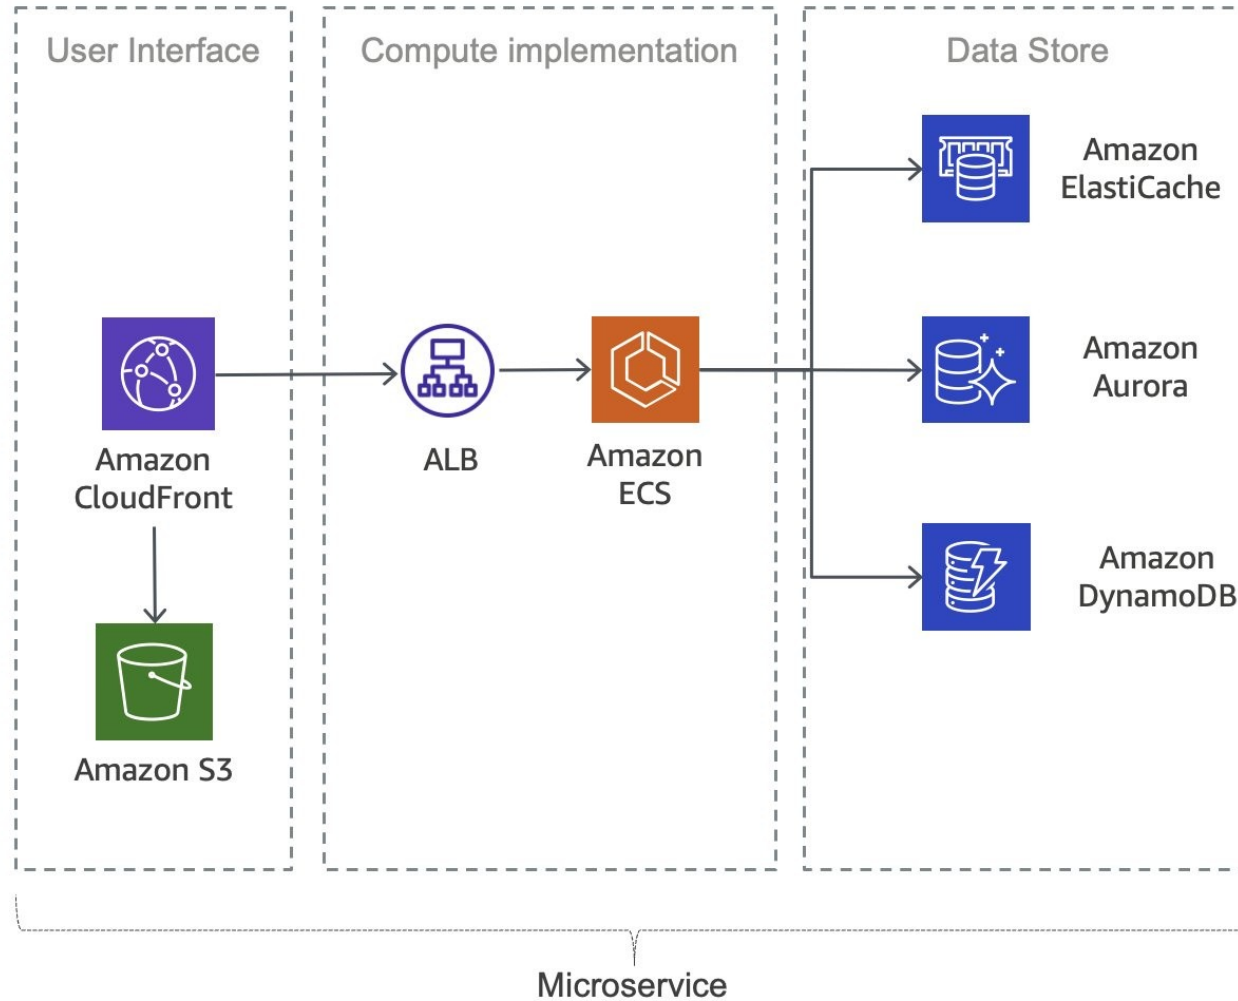 User Interface
Compute implementation
Data Store
Amazon
ElastiCache
Amazon
CloudFront
ALB
Amazon
ECS
Amazon
Aurora
Amazon
DynamoDB
Amazon S3
Microservice